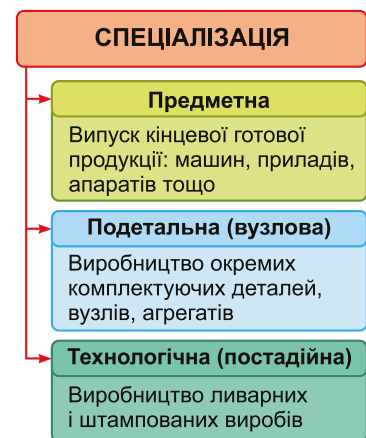 СПЕЦІАЛІЗАЦІЯ
Предметна
Випуск кінцевої готової
продукції: машин, приладів,
апаратів тощо
Подетальна (вузлова)
Виробництво окремих
комплектуючих деталей,
вузлів, агрегатів
Технологічна (постадійна)
Виробництво ливарних
і штампованих виробів